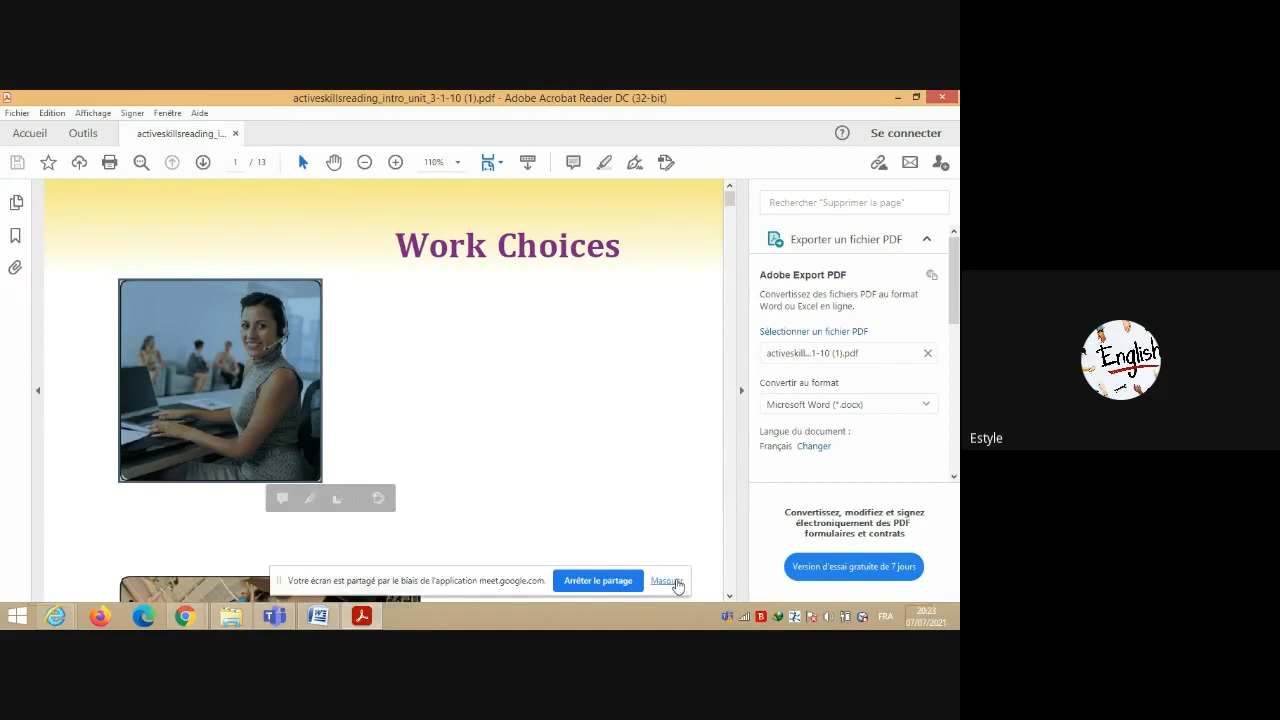 activeskillsreading_intro_unit_3-1-10 (1).pdf - Adobe Acrobat Reader DC (32-bit)
Fichier Edition Affichage Signer Fenêtre Aide
Accueil Outils activeskillsreading_i... × Se connecter
1 / 13 110%
Work Choices
Rechercher "Supprimer la page"
Exporter un fichier PDF
Adobe Export PDF
Convertissez des fichiers PDF au format
Word ou Excel en ligne.
Sélectionner un fichier PDF
activeskill...1-10 (1).pdf
Convertir au format
Microsoft Word (*.docx)
Langue du document :
Français Changer
Convertissez, modifiez et signez
électroniquement des PDF
formulaires et contrats
Version d'essai gratuite de 7 jours
Votre écran est partagé par le biais de l'application meet.google.com.
Arrêter le partage
Masquer
FRA
20:23
07/07/2021
English
Estyle